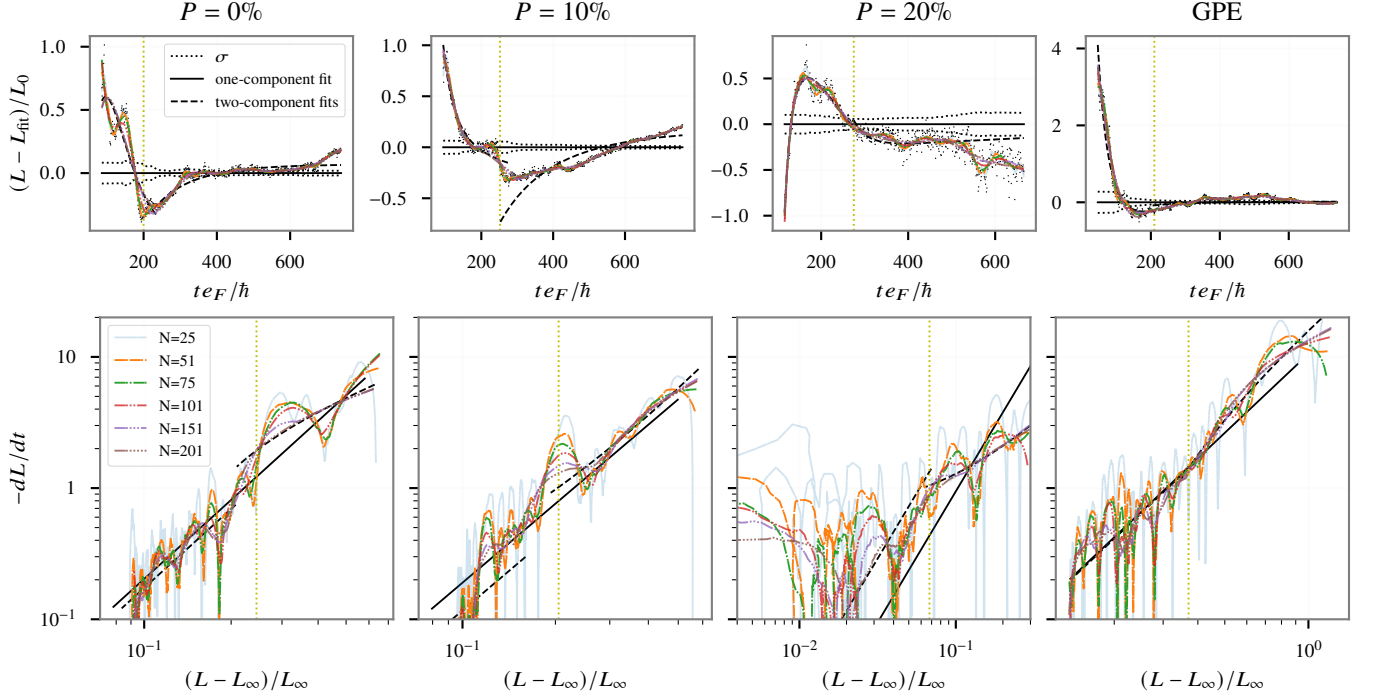 P = 0%
P = 10%
P = 20%
GPE
(L − L_fit)/L_0
1.0
0.5
0.0
σ
one-component fit
two-component fits
1.0
0.5
0.0
−0.5
0.5
0.0
−0.5
−1.0
4
2
0
200 400 600
200 400 600
200 400 600
200 400 600
te_F/ħ
te_F/ħ
te_F/ħ
te_F/ħ
−dL/dt
10
1
10^−1
N=25
N=51
N=75
N=101
N=151
N=201
10^−1
10^−1
10^−2 10^−1
10^0
(L − L_∞)/L_∞
(L − L_∞)/L_∞
(L − L_∞)/L_∞
(L − L_∞)/L_∞